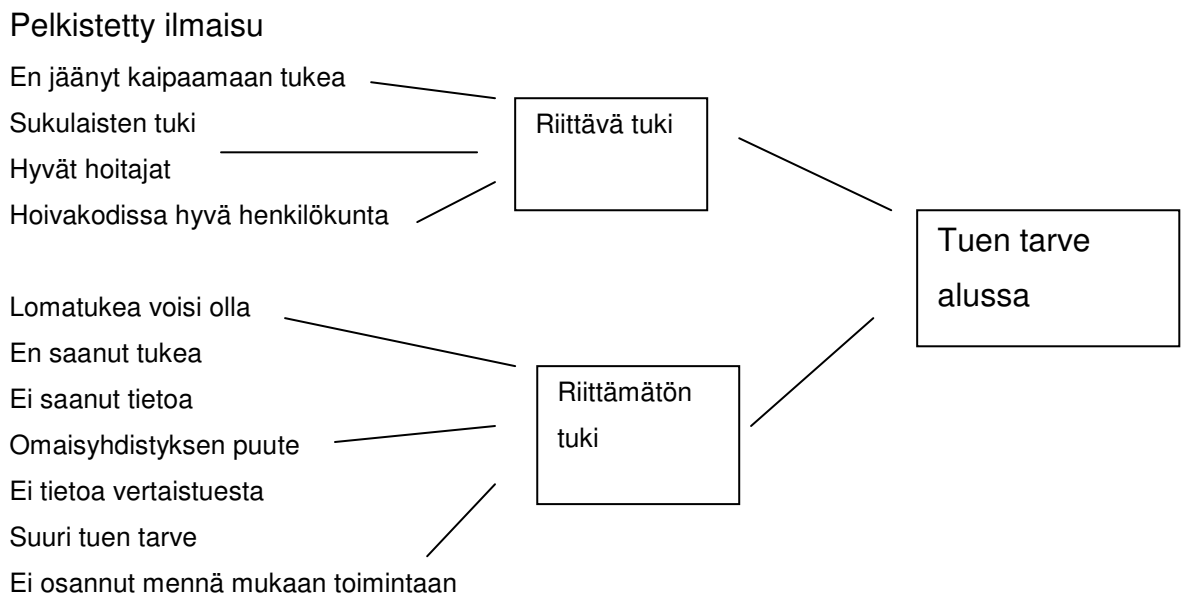 Pelkistetty ilmaisu
En jäänyt kaipaamaan tukea
Sukulaisten tuki
Hyvät hoitajat
Hoivakodissa hyvä henkilökunta
Riittävä tuki
Lomatukea voisi olla
En saanut tukea
Ei saanut tietoa
Omaisyhdistyksen puute
Ei tietoa vertaistuesta
Suuri tuen tarve
Ei osannut mennä mukaan toimintaan
Riittämätön
tuki
Tuen tarve
alussa